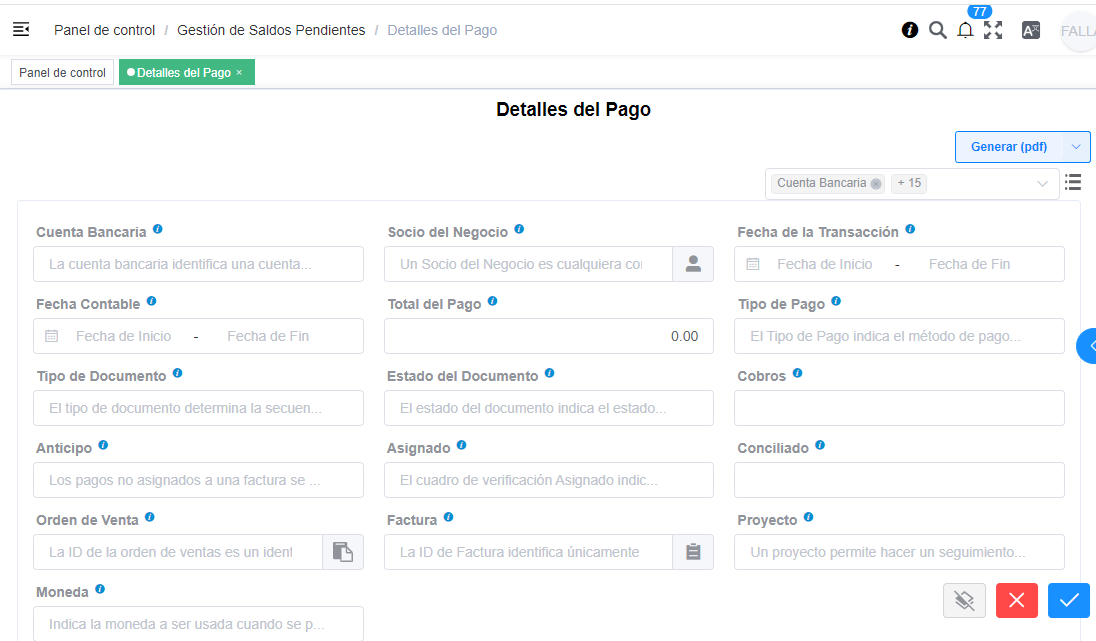 Panel de control / Gestión de Saldos Pendientes / Detalles del Pago
77
FALLA
Panel de control
Detalles del Pago ×
Detalles del Pago
Generar (pdf)
Cuenta Bancaria + 15
Cuenta Bancaria
Socio del Negocio
Fecha de la Transacción
La cuenta bancaria identifica una cuenta...
Un Socio del Negocio es cualquiera
Fecha de Inicio - Fecha de Fin
Fecha Contable
Total del Pago
Tipo de Pago
Fecha de Inicio - Fecha de Fin
0.00
El Tipo de Pago indica el método de pago...
Tipo de Documento
Estado del Documento
Cobros
El tipo de documento determina la secuen...
El estado del documento indica el estado...
Anticipo
Asignado
Conciliado
Los pagos no asignados a una factura se ...
El cuadro de verificación Asignado indic...
Orden de Venta
Factura
Proyecto
La ID de la orden de ventas es un ident
La ID de Factura identifica únicamente
Un proyecto permite hacer un seguimiento...
Moneda
Indica la moneda a ser usada cuando se p...